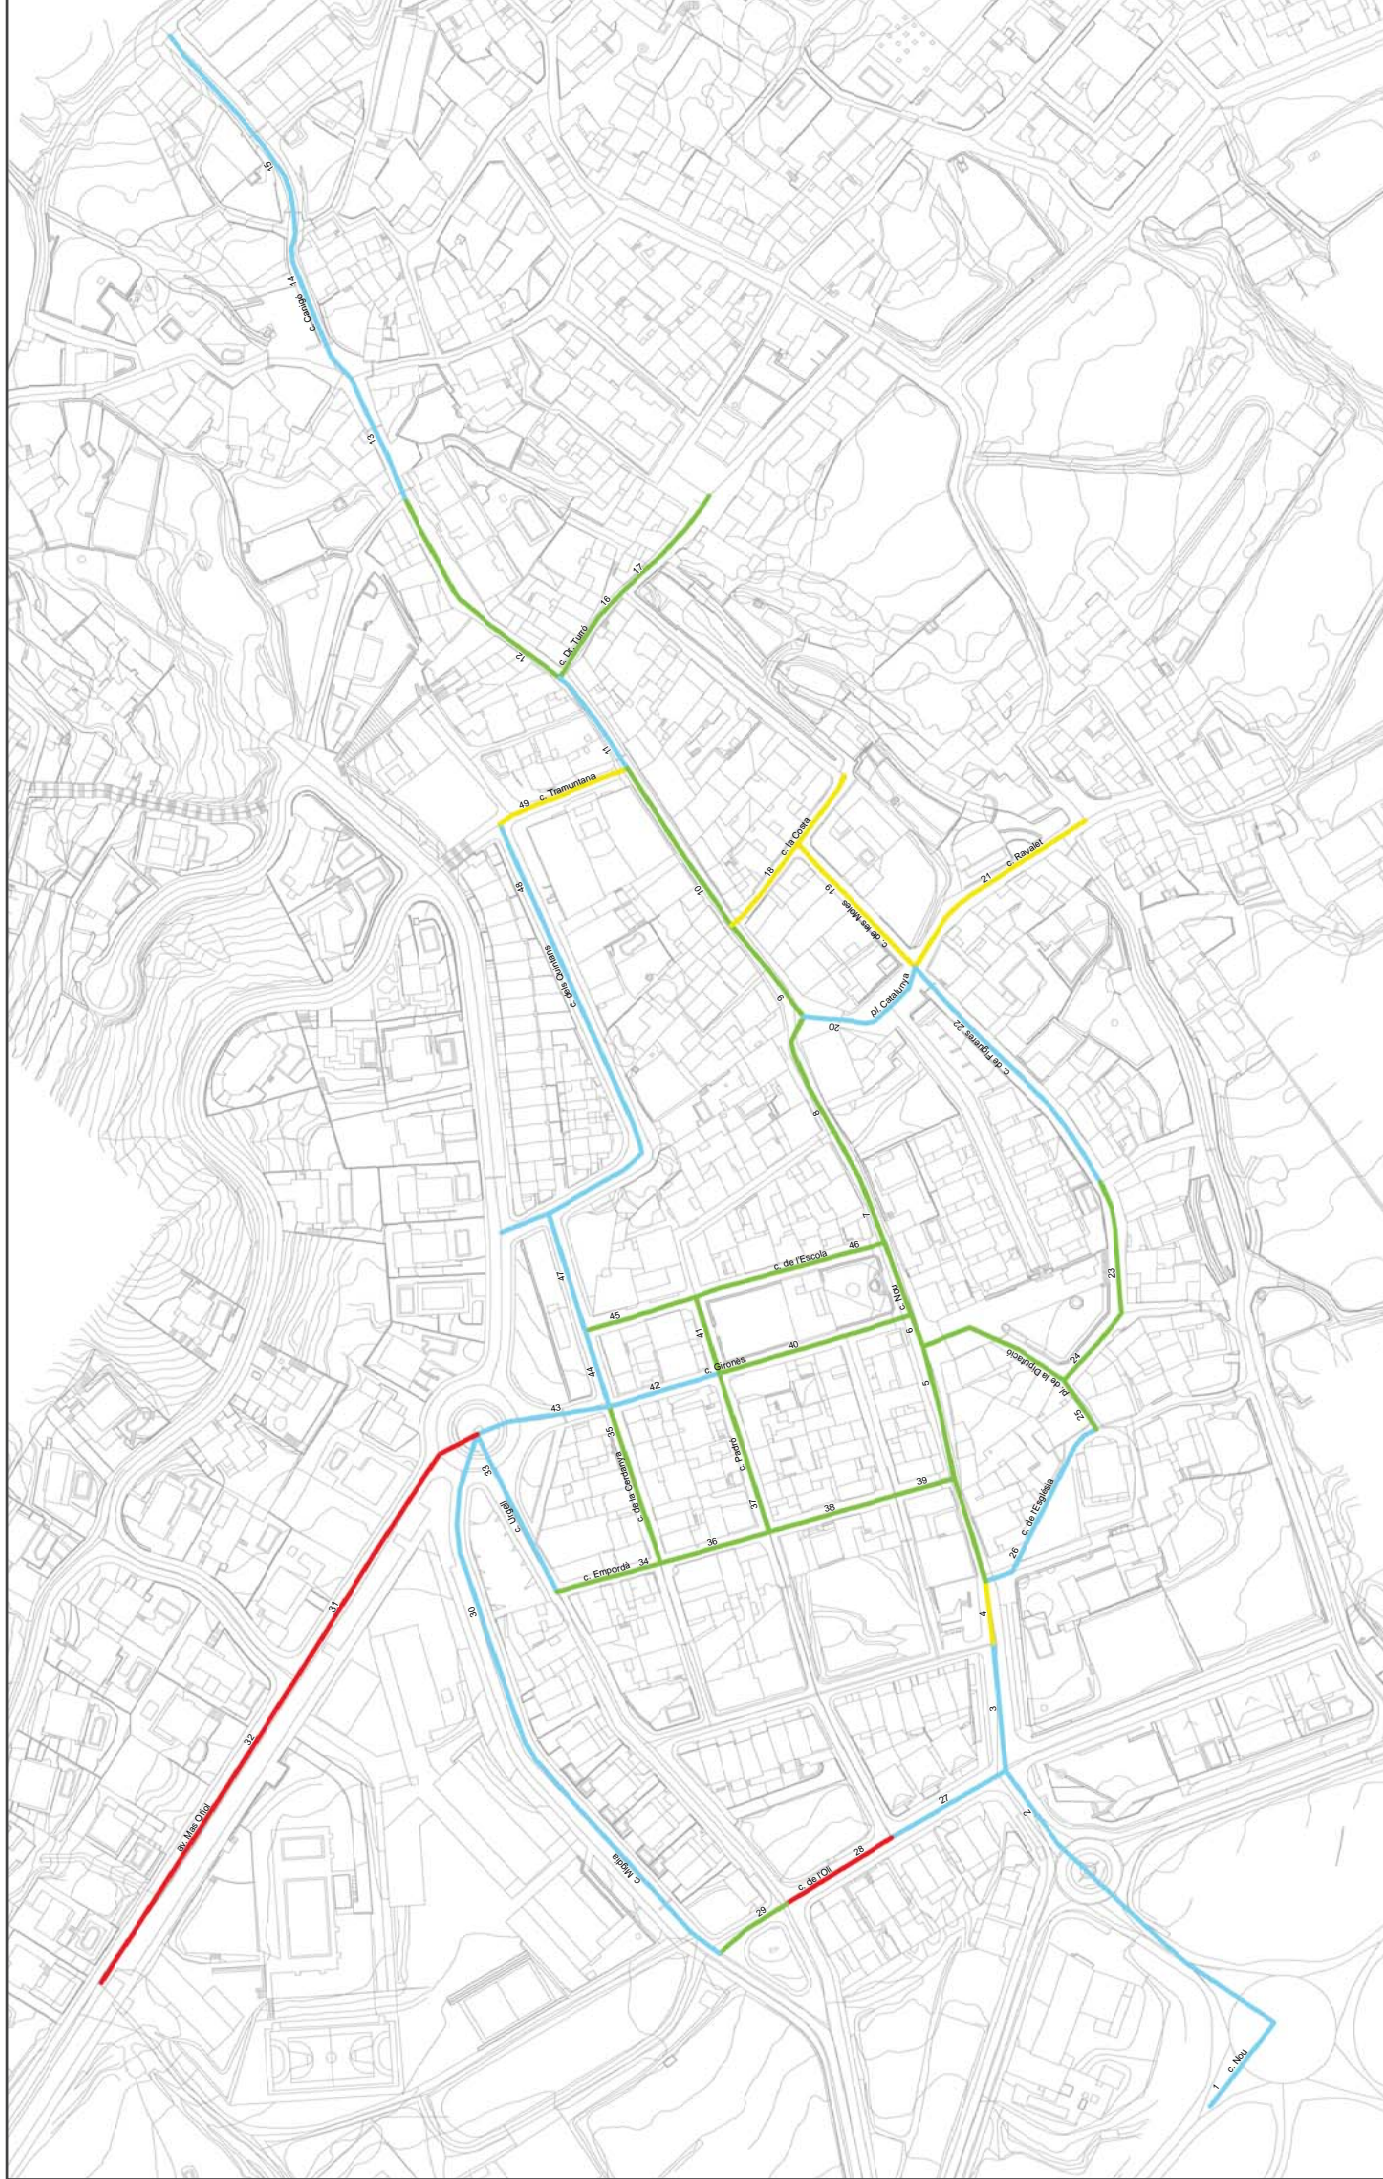 15
14
c. Canigó
13
12
c. Dr. Turró
16
17
11
49
c. Tramuntana
48
c. dels Quintans
10
18
c. la Costa
19
c. de les Moles
21
c. Ravalet
9
20
pl. Catalunya
c. de Figueres 22
8
7
46
c. de l'Escola
47
45
41
c. Nou
6
40
c. Gironès
44
42
43
23
24
pl. de la Diputació
25
5
35
c. de la Cerdanya
c. Padró
37
39
38
36
34
c. Empordà
33
c. Urgell
26
c. de l'Església
4
3
30
31
32
av. Mas Oriol
c. Migdia
27
28
c. de l'Oli
29
2
1
c. Nou